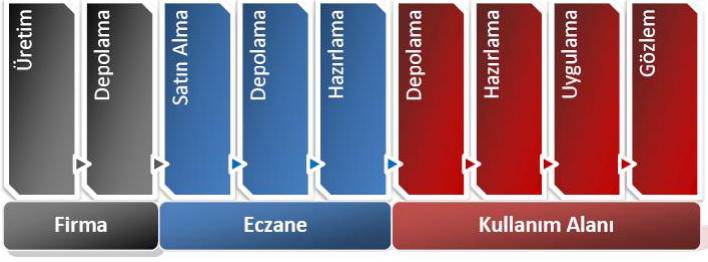 Üretim
Depolama
Satın Alma
Depolama
Hazırlama
Depolama
Hazırlama
Uygulama
Gözlem
Firma
Eczane
Kullanım Alanı